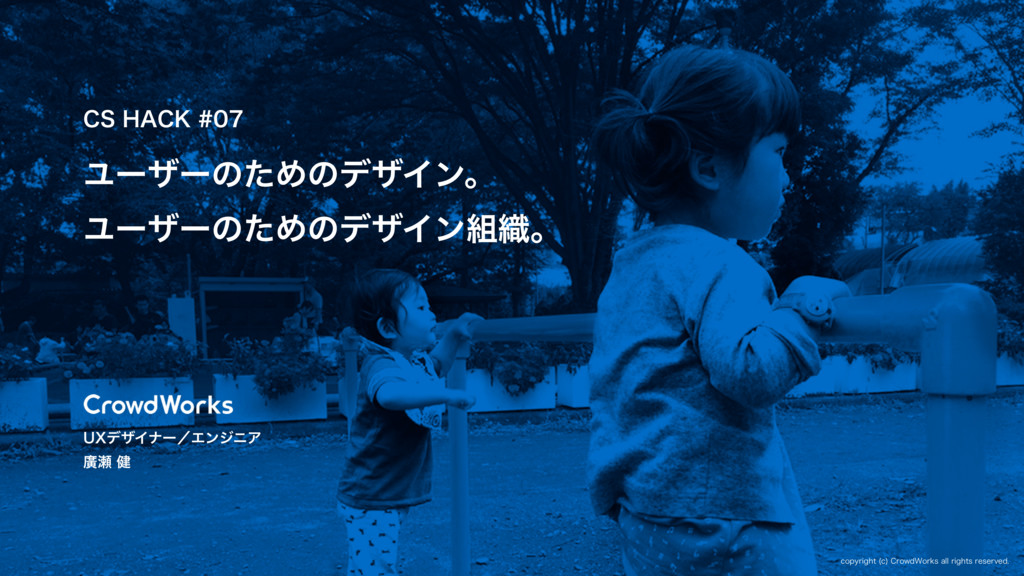 CS HACK #07
ユーザーのためのデザイン。
ユーザーのためのデザイン組織。
CrowdWorks
UXデザイナー／エンジニア
廣瀬 健
copyright (c) CrowdWorks all rights reserved.